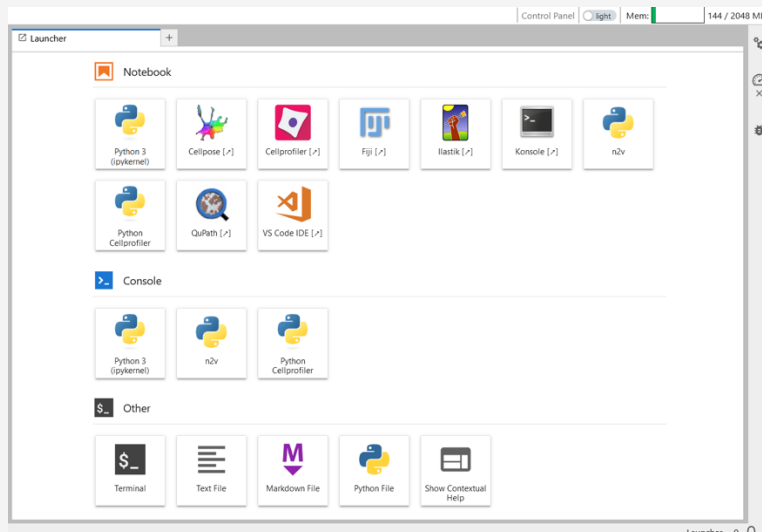 Control Panel light Mem: 144 / 2048 MB
Launcher +
Notebook
Python 3
(ipykernel)
Cellpose [↗]
Cellprofiler [↗]
Fiji [↗]
Ilastik [↗]
Konsole [↗]
n2v
Python
Cellprofiler
QuPath [↗]
VS Code IDE [↗]
>_ Console
Python 3
(ipykernel)
n2v
Python
Cellprofiler
$_ Other
$_
Terminal
Text File
M
Markdown File
Python File
Show Contextual
Help
Launcher 0